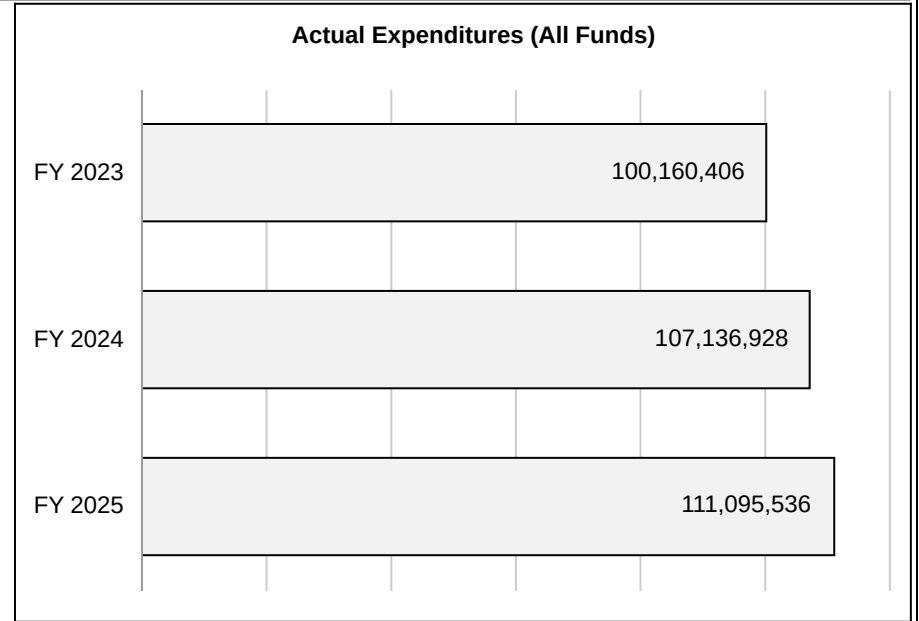 Actual Expenditures (All Funds)
FY 2023 100,160,406
FY 2024 107,136,928
FY 2025 111,095,536